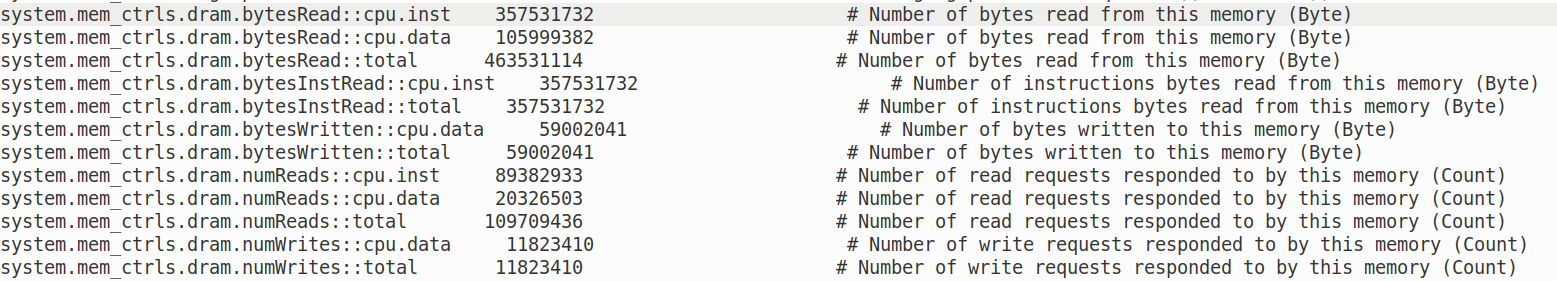 system.mem_ctrls.dram.bytesRead::cpu.inst    357531732                       # Number of bytes read from this memory (Byte)
system.mem_ctrls.dram.bytesRead::cpu.data    105999382                       # Number of bytes read from this memory (Byte)
system.mem_ctrls.dram.bytesRead::total      463531114                       # Number of bytes read from this memory (Byte)
system.mem_ctrls.dram.bytesInstRead::cpu.inst    357531732                       # Number of instructions bytes read from this memory (Byte)
system.mem_ctrls.dram.bytesInstRead::total    357531732                       # Number of instructions bytes read from this memory (Byte)
system.mem_ctrls.dram.bytesWritten::cpu.data     59002041                       # Number of bytes written to this memory (Byte)
system.mem_ctrls.dram.bytesWritten::total     59002041                       # Number of bytes written to this memory (Byte)
system.mem_ctrls.dram.numReads::cpu.inst     89382933                       # Number of read requests responded to by this memory (Count)
system.mem_ctrls.dram.numReads::cpu.data     20326503                       # Number of read requests responded to by this memory (Count)
system.mem_ctrls.dram.numReads::total       109709436                       # Number of read requests responded to by this memory (Count)
system.mem_ctrls.dram.numWrites::cpu.data     11823410                       # Number of write requests responded to by this memory (Count)
system.mem_ctrls.dram.numWrites::total       11823410                       # Number of write requests responded to by this memory (Count)